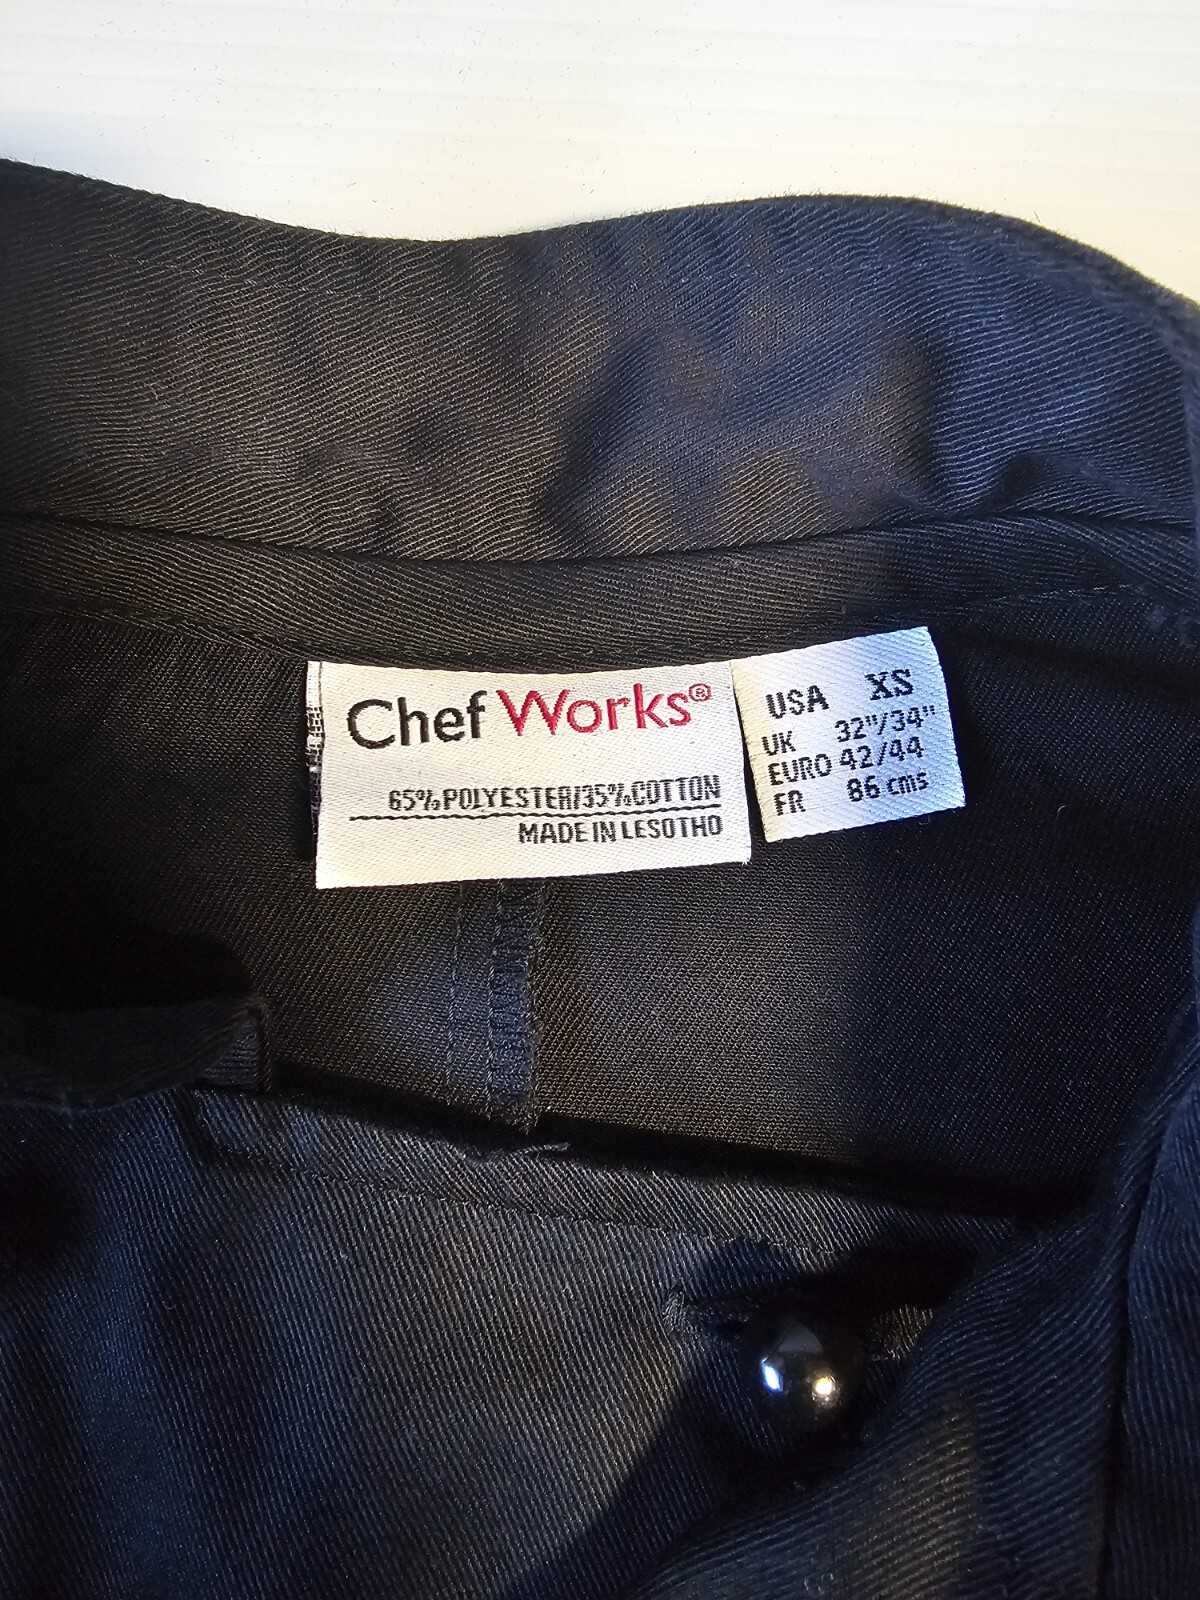 Chef Works®
65% POLYESTER/35% COTTON
MADE IN LESOTHO
USA XS
UK 32"/34"
EURO 42/44
FR 86 cms